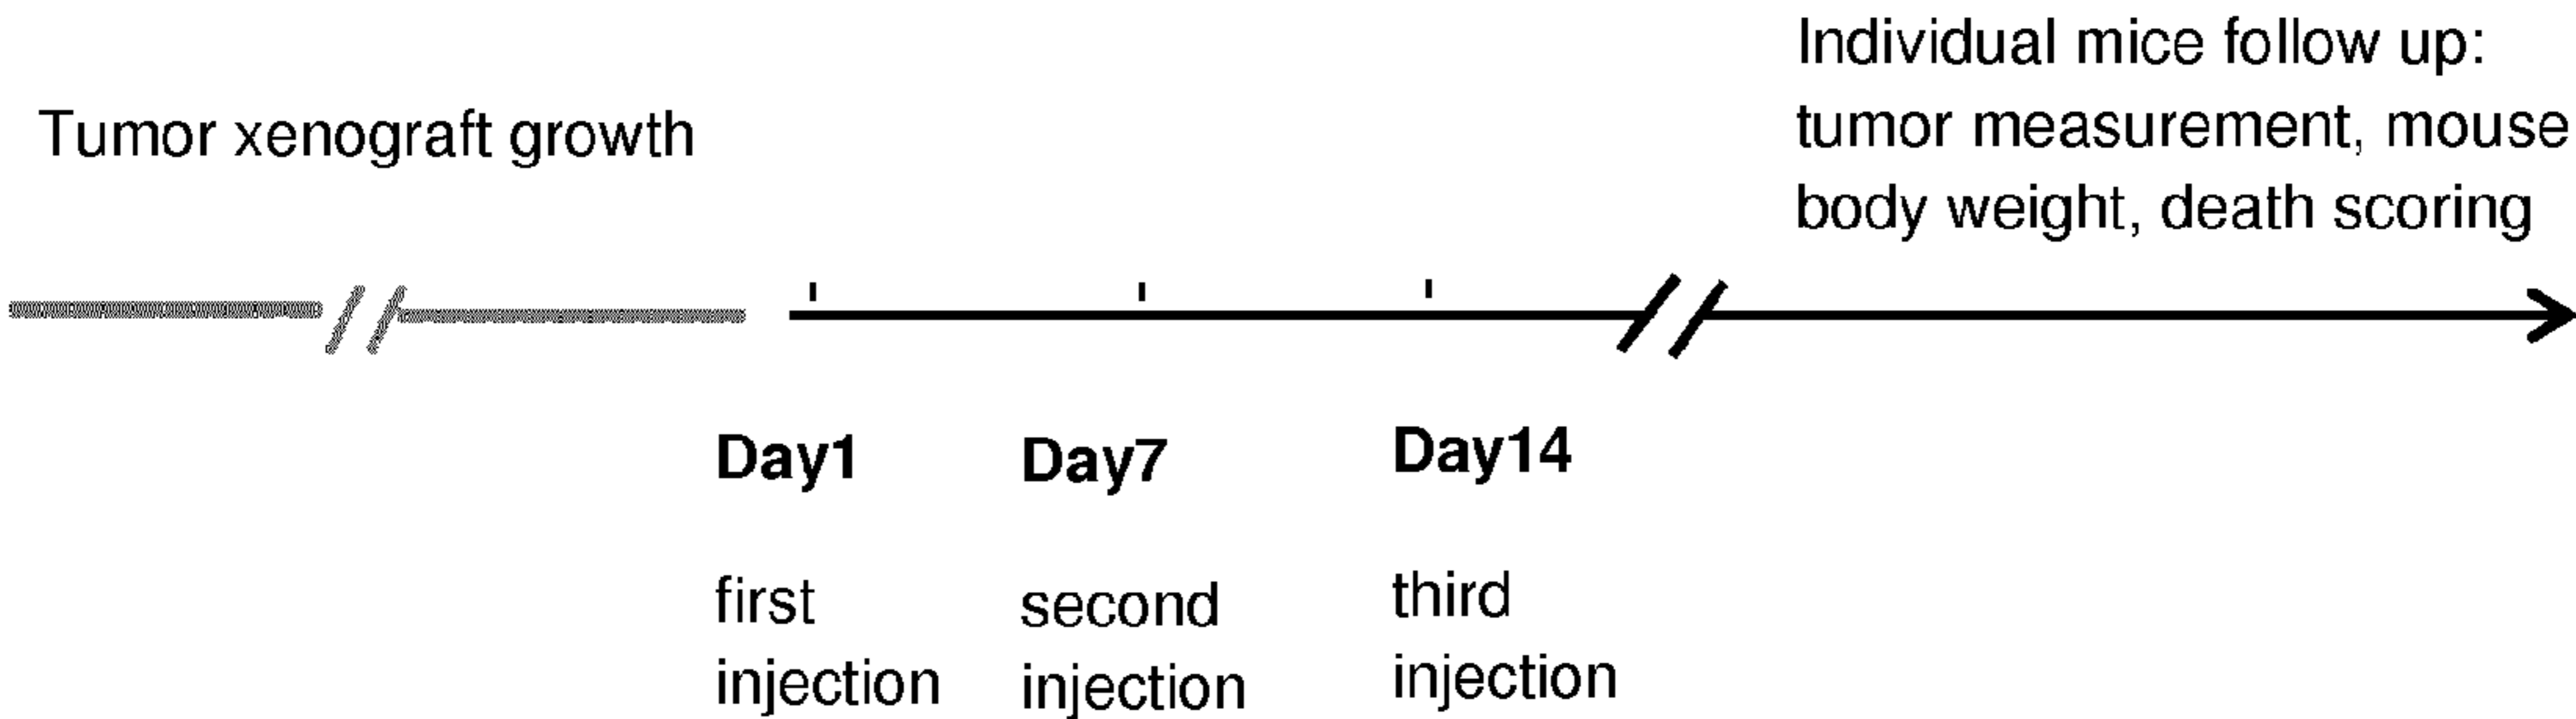 Individual mice follow up:
tumor measurement, mouse
body weight, death scoring
Tumor xenograft growth
Day1
Day7
Day14
first
injection
second
injection
third
injection